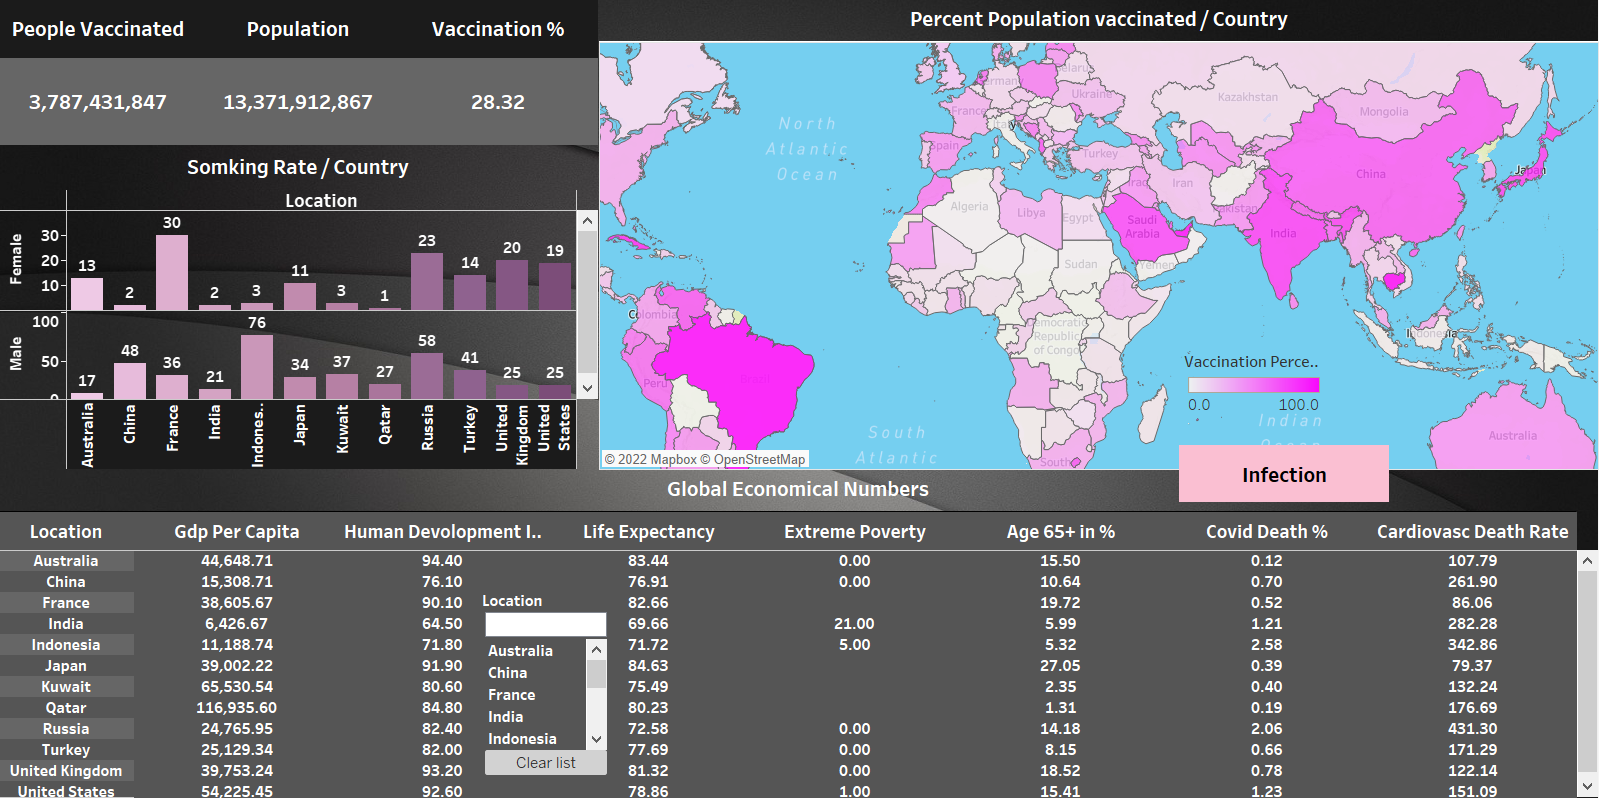 People Vaccinated Population Vaccination %
3,787,431,847 13,371,912,867 28.32
Somking Rate / Country
Location
Female
30
20
10
13 2 30 2 3 11 3 1 23 14 20 19
Male
100
50
0
17 48 36 21 76 34 37 27 58 41 25 25
Australia
China
France
India
Indones..
Japan
Kuwait
Qatar
Russia
Turkey
United
Kingdom
United
States
Percent Population vaccinated / Country
North
Atlantic
Ocean
Germany
Belarus
Ukraine
France
Italy
Spain
Turkey
Kazakhstan
Mongolia
China
Japan
Iraq
Iran
Pakistan
India
Algeria
Libya
Egypt
Saudi
Arabia
Sudan
Yemen
Colombia
Peru
Brazil
Democratic
Republic
of Congo
Indonesia
Vaccination Perce..
0.0 100.0
Indian
Ocean
South
Atlantic
South
Australia
© 2022 Mapbox © OpenStreetMap
Infection
Global Economical Numbers
Location Gdp Per Capita Human Devolopment I.. Life Expectancy Extreme Poverty Age 65+ in % Covid Death % Cardiovasc Death Rate
Australia 44,648.71 94.40 83.44 0.00 15.50 0.12 107.79
China 15,308.71 76.10 76.91 0.00 10.64 0.70 261.90
France 38,605.67 90.10 82.66 19.72 0.52 86.06
India 6,426.67 64.50 69.66 21.00 5.99 1.21 282.28
Indonesia 11,188.74 71.80 71.72 5.00 5.32 2.58 342.86
Japan 39,002.22 91.90 84.63 27.05 0.39 79.37
Kuwait 65,530.54 80.60 75.49 2.35 0.40 132.24
Qatar 116,935.60 84.80 80.23 1.31 0.19 176.69
Russia 24,765.95 82.40 72.58 0.00 14.18 2.06 431.30
Turkey 25,129.34 82.00 77.69 0.00 8.15 0.66 171.29
United Kingdom 39,753.24 93.20 81.32 0.00 18.52 0.78 122.14
United States 54,225.45 92.60 78.86 1.00 15.41 1.23 151.09
Location
Australia
China
France
India
Indonesia
Clear list